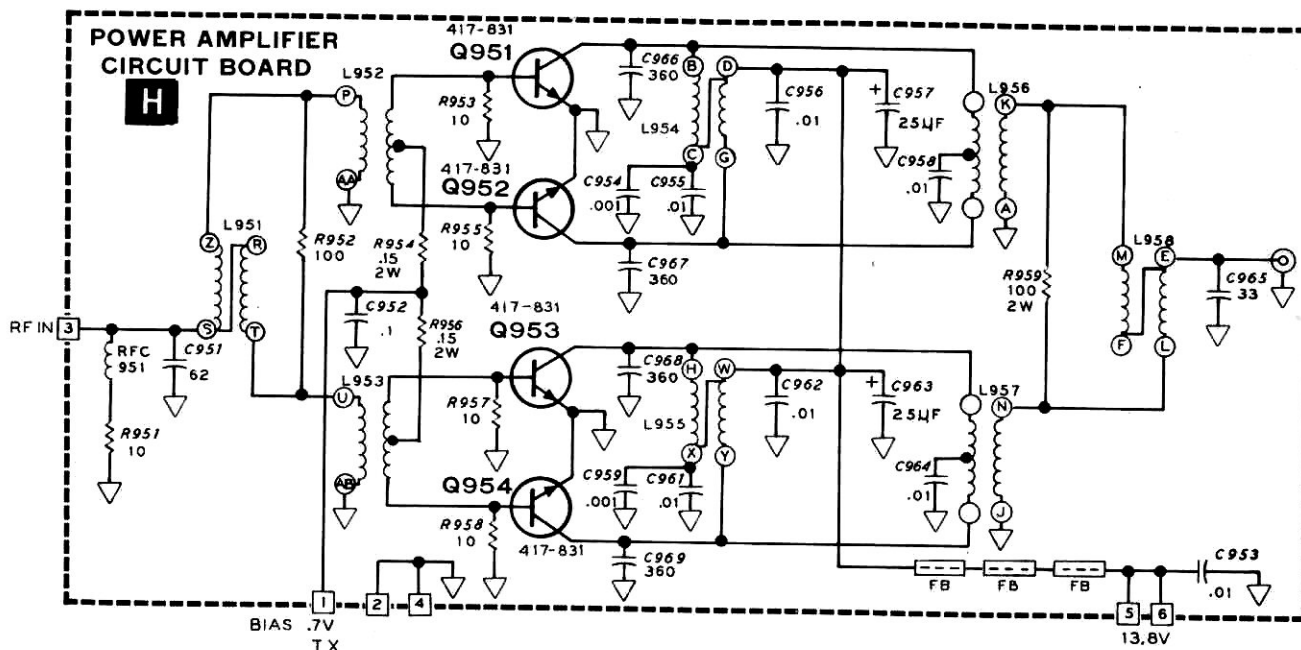 POWER AMPLIFIER
CIRCUIT BOARD
H
417-831
Q951
C966
360
B
D
L952
P
R953
10
L954
C956
.01
+
C957
25µF
L956
K
C
G
C958
.01
AA
417-831
Q952
C954
.001
C955
.01
A
L951
Z
R
R952
100
R954
.15
2W
R955
10
C967
360
L958
M
E
R959
100
2W
C965
33
RF IN
3
S
T
C952
.1
R956
.15
2W
417-831
Q953
F
L
RFC
951
C951
62
L953
U
C968
360
H
W
C962
.01
+
C963
25µF
L957
N
R951
10
R957
10
L955
X
Y
C964
.01
AB
Q954
C959
.001
C961
.01
J
R958
10
417-831
C969
360
C953
.01
FB
FB
FB
1
2
4
5
6
BIAS .7V
TX
13.8V